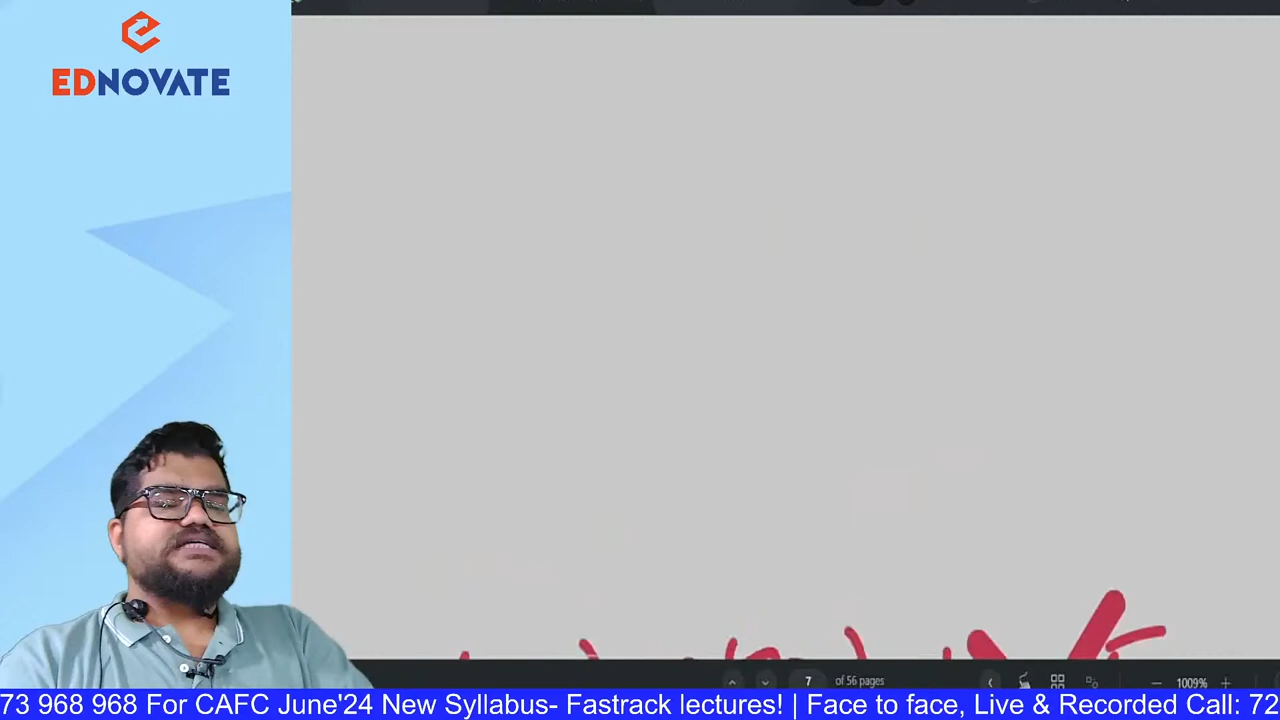 EDNOVATE
7 of 56 pages
1009%
73 968 968 For CAFC June'24 New Syllabus- Fastrack lectures! | Face to face, Live & Recorded Call: 72